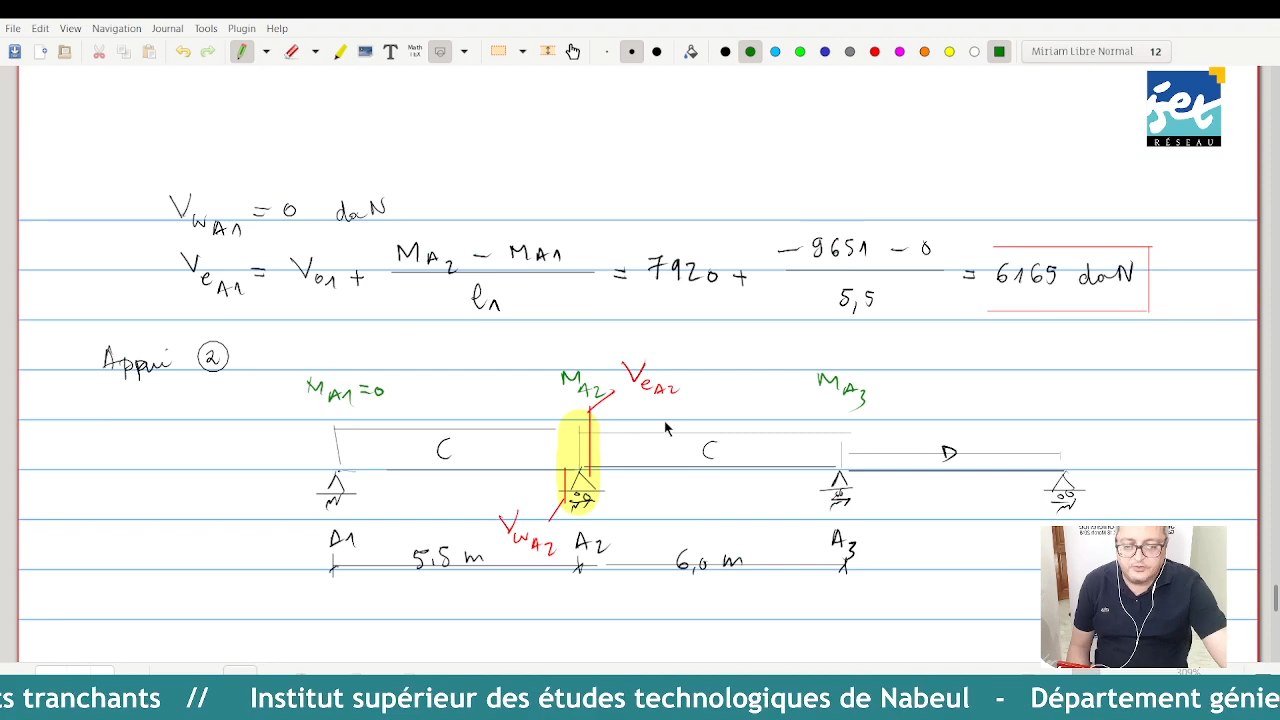 File Edit View Navigation Journal Tools Plugin Help
Miriam Libre Normal 12
iset
RÉSEAU
V_wA1 = 0 daN
V_eA1 = V_01 + (M_A2 - M_A1) / l_1 = 7920 + (-9651 - 0) / 5,5 = 6165 daN
Appui ②
M_A1 = 0 M_A2 V_eA2 M_A3
C C D
V_wA2
A1 A2 A3
5,5 m 6,0 m
309%
ts tranchants // Institut supérieur des études technologiques de Nabeul - Département génie